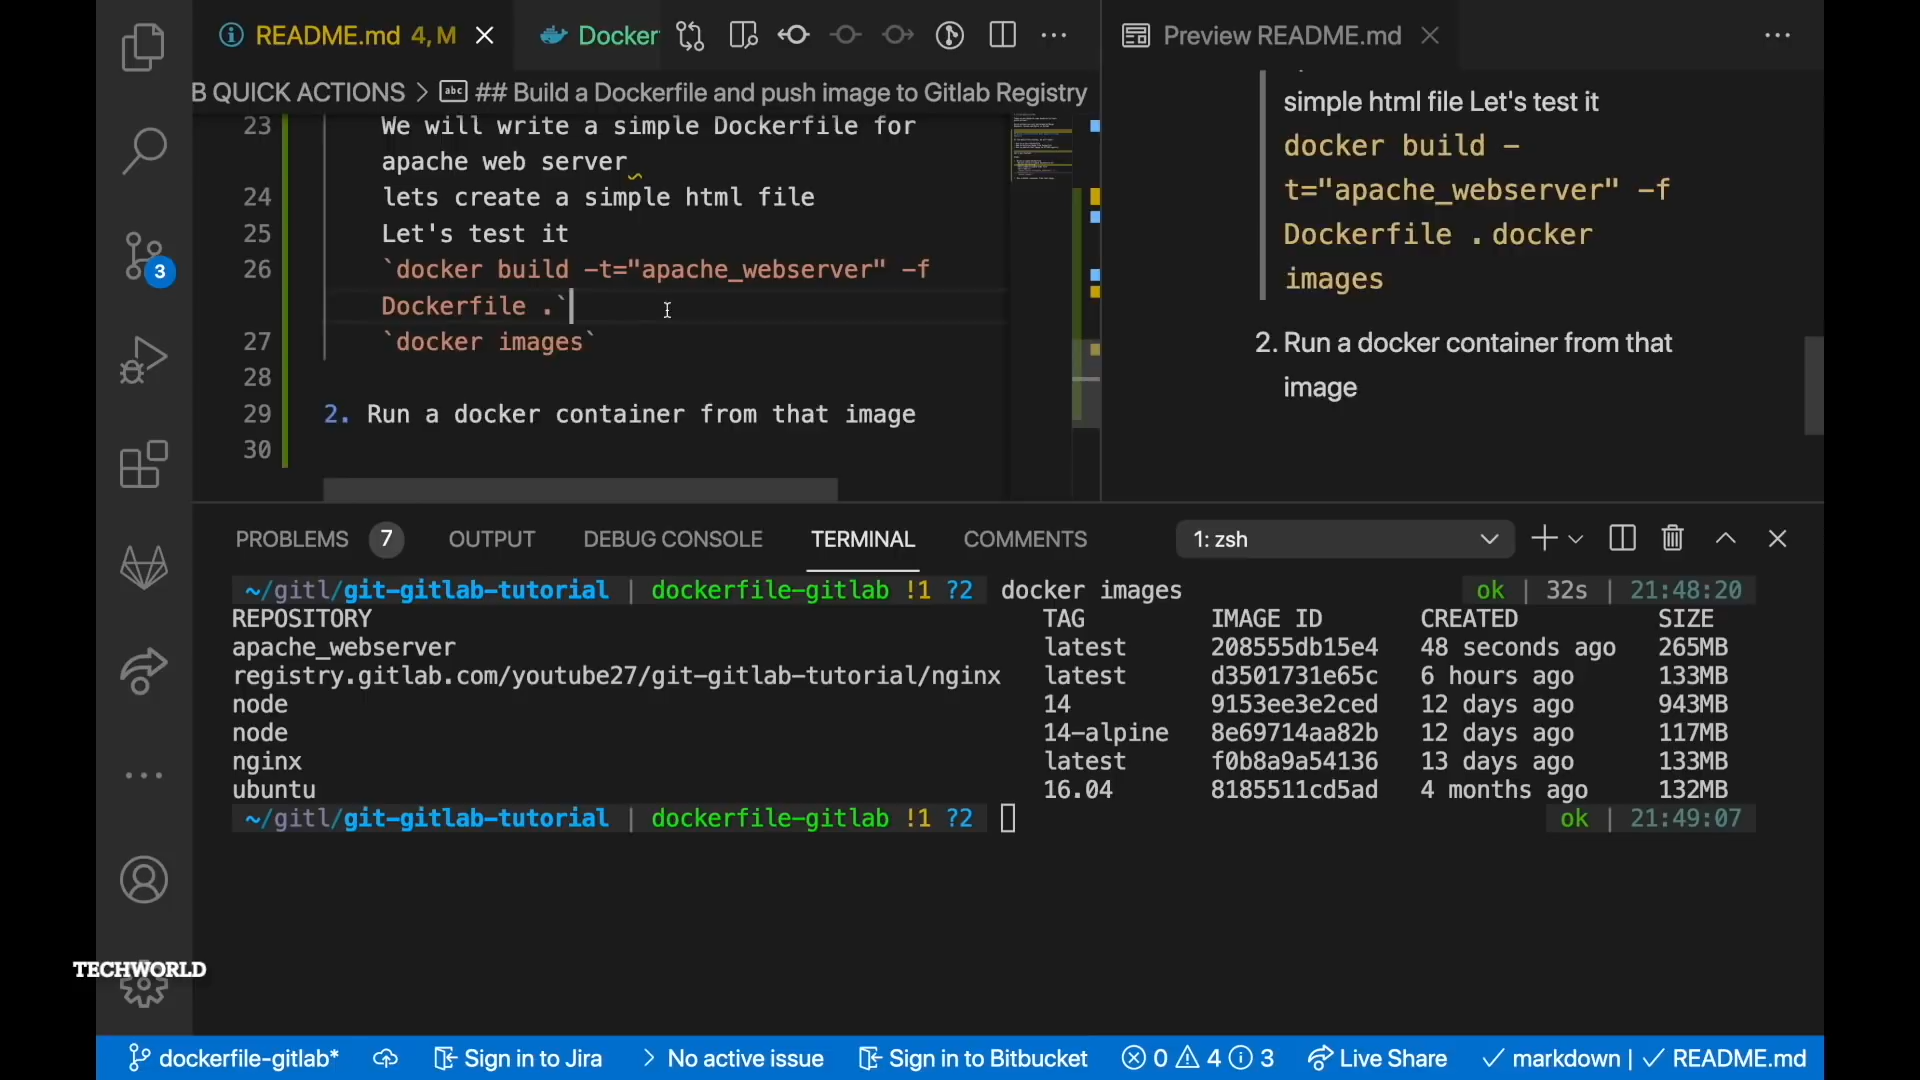 README.md 4, M
Docker
Preview README.md
B QUICK ACTIONS > ## Build a Dockerfile and push image to Gitlab Registry
23 We will write a simple Dockerfile for
apache web server
24 lets create a simple html file
25 Let's test it
26 `docker build -t="apache_webserver" -f
Dockerfile .`
27 `docker images`
28
29 2. Run a docker container from that image
30
simple html file Let's test it
docker build -
t="apache_webserver" -f
Dockerfile . docker
images
2. Run a docker container from that
image
3
PROBLEMS 7 OUTPUT DEBUG CONSOLE TERMINAL COMMENTS 1: zsh
~/gitl/git-gitlab-tutorial | dockerfile-gitlab !1 ?2 docker images ok | 32s | 21:48:20
REPOSITORY TAG IMAGE ID CREATED SIZE
apache_webserver latest 208555db15e4 48 seconds ago 265MB
registry.gitlab.com/youtube27/git-gitlab-tutorial/nginx latest d3501731e65c 6 hours ago 133MB
node 14 9153ee3e2ced 12 days ago 943MB
node 14-alpine 8e69714aa82b 12 days ago 117MB
nginx latest f0b8a9a54136 13 days ago 133MB
ubuntu 16.04 8185511cd5ad 4 months ago 132MB
~/gitl/git-gitlab-tutorial | dockerfile-gitlab !1 ?2 ok | 21:49:07
TECHWORLD
dockerfile-gitlab* Sign in to Jira > No active issue Sign in to Bitbucket 0 4 3 Live Share markdown | README.md